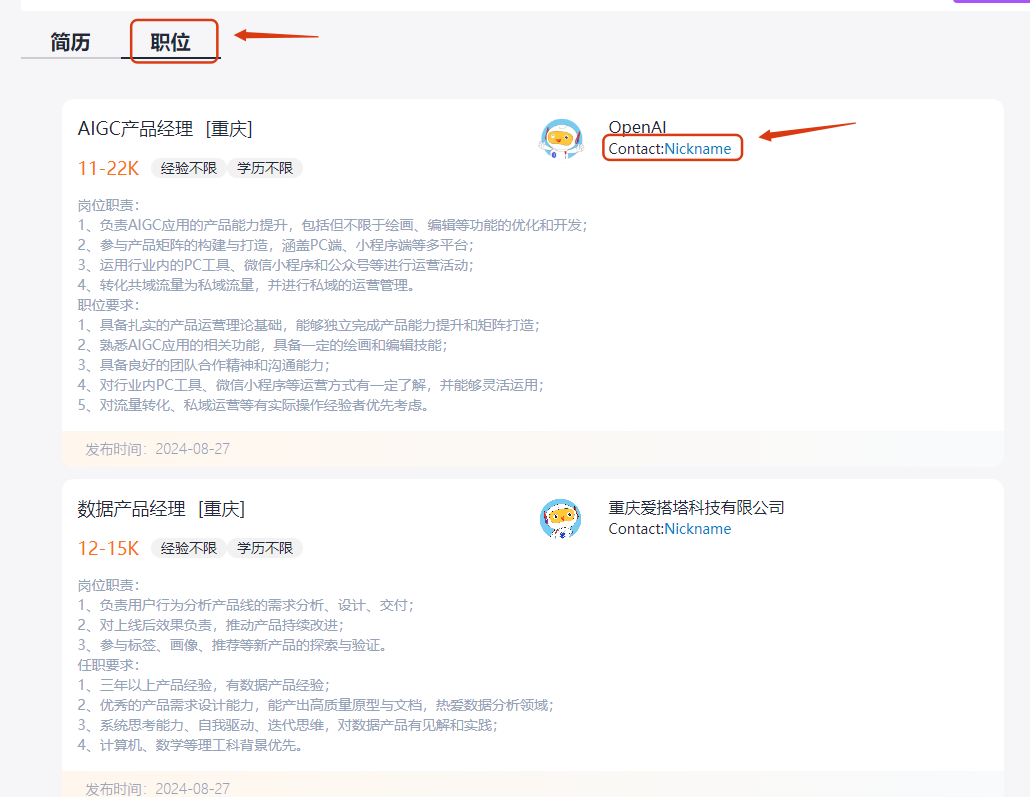 简历
职位
AIGC产品经理 [重庆]
OpenAI
Contact:Nickname
11-22K 经验不限 学历不限
岗位职责：
1、负责AIGC应用的产品能力提升，包括但不限于绘画、编辑等功能的优化和开发；
2、参与产品矩阵的构建与打造，涵盖PC端、小程序端等多平台；
3、运用行业内的PC工具、微信小程序和公众号等进行运营活动；
4、转化共域流量为私域流量，并进行私域的运营管理。
职位要求：
1、具备扎实的产品运营理论基础，能够独立完成产品能力提升和矩阵打造；
2、熟悉AIGC应用的相关功能，具备一定的绘画和编辑技能；
3、具备良好的团队合作精神和沟通能力；
4、对行业内PC工具、微信小程序等运营方式有一定了解，并能够灵活运用；
5、对流量转化、私域运营等有实际操作经验者优先考虑。
发布时间：2024-08-27
数据产品经理 [重庆]
重庆爱搭塔科技有限公司
Contact:Nickname
12-15K 经验不限 学历不限
岗位职责：
1、负责用户行为分析产品线的需求分析、设计、交付；
2、对上线后效果负责，推动产品持续改进；
3、参与标签、画像、推荐等新产品的探索与验证。
任职要求：
1、三年以上产品经验，有数据产品经验；
2、优秀的产品需求设计能力，能产出高质量原型与文档，热爱数据分析领域；
3、系统思考能力、自我驱动、迭代思维，对数据产品有见解和实践；
4、计算机、数学等理工科背景优先。
发布时间：2024-08-27